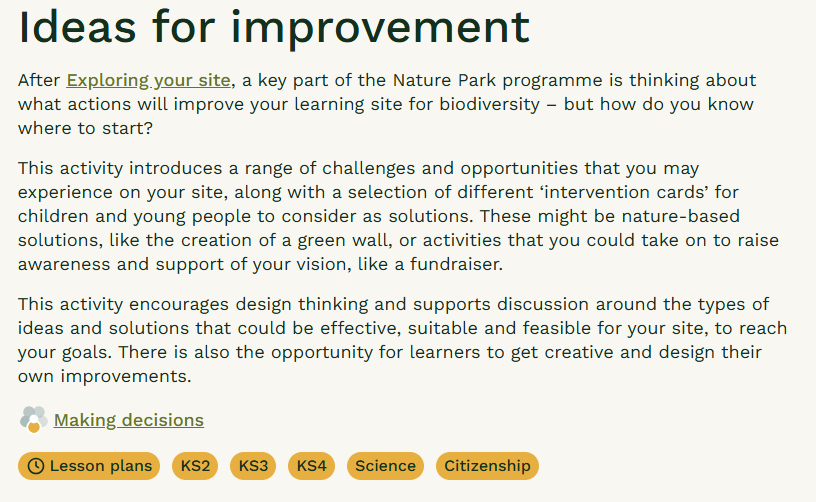 Ideas for improvement
After Exploring your site, a key part of the Nature Park programme is thinking about
what actions will improve your learning site for biodiversity – but how do you know
where to start?
This activity introduces a range of challenges and opportunities that you may
experience on your site, along with a selection of different ‘intervention cards’ for
children and young people to consider as solutions. These might be nature-based
solutions, like the creation of a green wall, or activities that you could take on to raise
awareness and support of your vision, like a fundraiser.
This activity encourages design thinking and supports discussion around the types of
ideas and solutions that could be effective, suitable and feasible for your site, to reach
your goals. There is also the opportunity for learners to get creative and design their
own improvements.
Making decisions
Lesson plans KS2 KS3 KS4 Science Citizenship